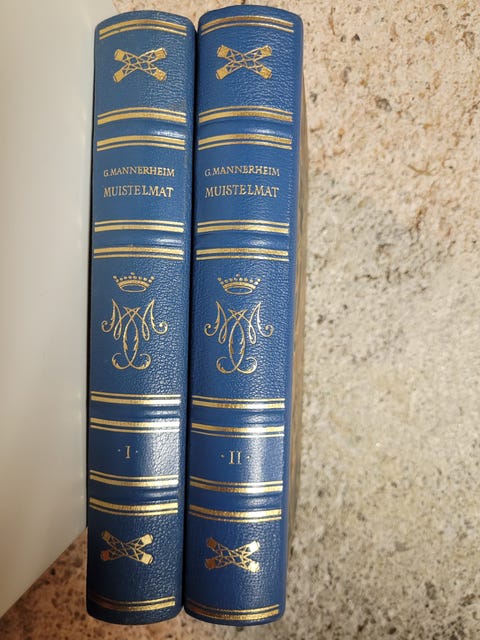 G. MANNERHEIM
MUISTELMAT
· I ·
G. MANNERHEIM
MUISTELMAT
· II ·